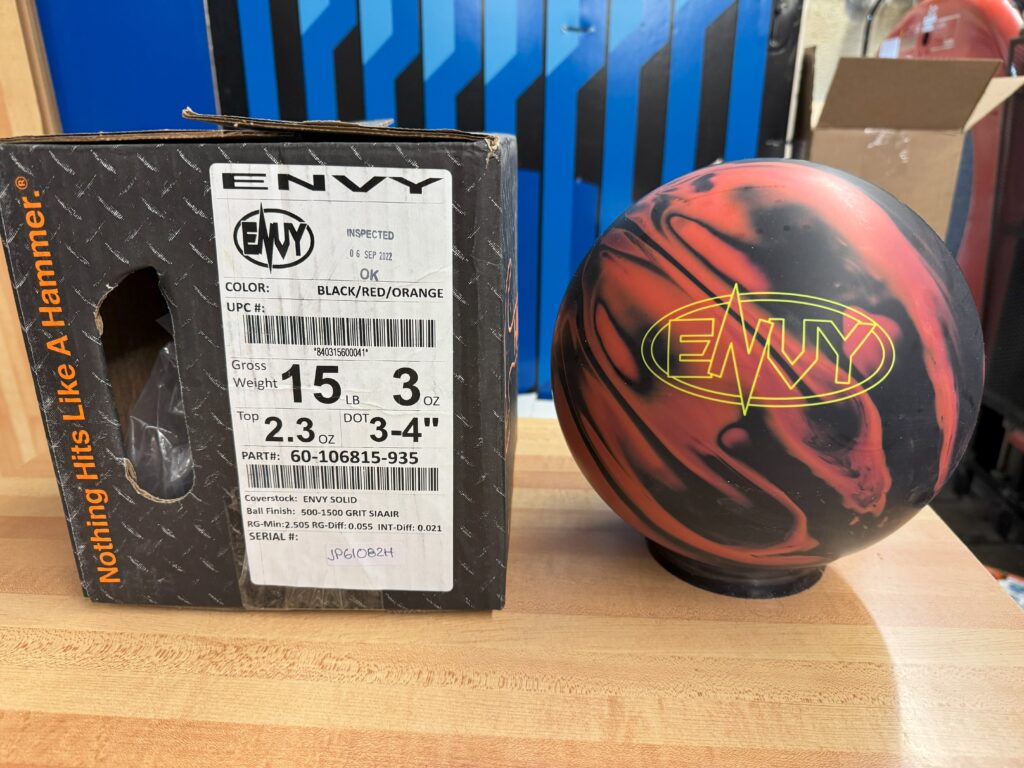 Nothing Hits Like A Hammer.®
ENVY
ENVY
INSPECTED
06 SEP 2022
OK
COLOR: BLACK/RED/ORANGE
UPC #:
*840315600041*
Gross Weight 15 LB 3 OZ
Top 2.3 OZ DOT 3-4"
PART#: 60-106815-935
Coverstock: ENVY SOLID
Ball Finish: 500-1500 GRIT SIAAIR
RG-Min:2.505 RG-Diff:0.055 INT-Diff: 0.021
SERIAL #:
JP61082H
ENVY